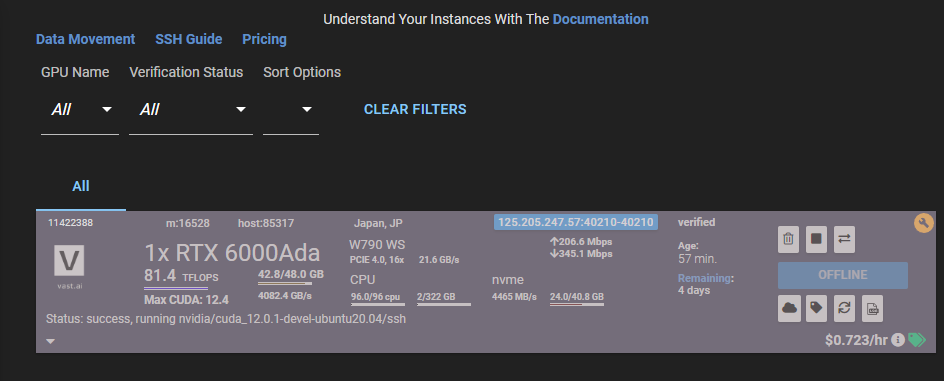 Understand Your Instances With The Documentation
Data Movement SSH Guide Pricing
GPU Name Verification Status Sort Options
All All CLEAR FILTERS
All
11422388 m:16528 host:85317 Japan, JP 125.205.247.57:40210-40210 verified
V
vast.ai
1x RTX 6000Ada
81.4 TFLOPS 42.8/48.0 GB
Max CUDA: 12.4 4082.4 GB/s
W790 WS
PCIE 4.0, 16x 21.6 GB/s
206.6 Mbps
345.1 Mbps
CPU
96.0/96 cpu 2/322 GB
nvme
4465 MB/s 24.0/40.8 GB
Age:
57 min.
Remaining:
4 days
OFFLINE
Status: success, running nvidia/cuda_12.0.1-devel-ubuntu20.04/ssh
$0.723/hr